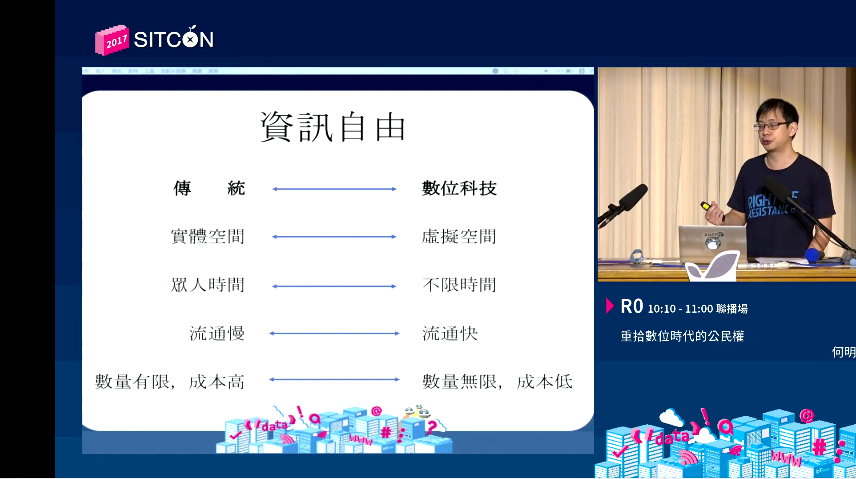 2017 SITCON
資訊自由
傳 統 數位科技
實體空間 虛擬空間
眾人時間 不限時間
流通慢 流通快
數量有限，成本高 數量無限，成本低
</data>
www
@
#
?
RIGHT
RESISTANCE
R0 10:10 - 11:00 聯播場
重拾數位時代的公民權
何明
</data>
www
@
#